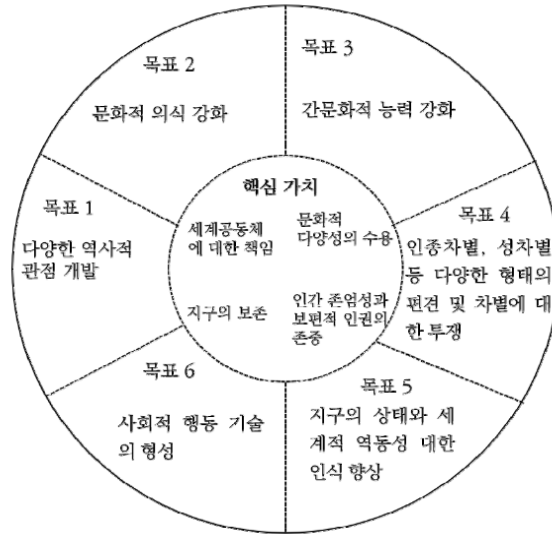 목표 1
다양한 역사적
관점 개발
목표 2
문화적 의식 강화
목표 3
간문화적 능력 강화
목표 4
인종차별, 성차별
등 다양한 형태의
편견 및 차별에 대
한 투쟁
목표 5
지구의 상태와 세
계적 역동성 대한
인식 향상
목표 6
사회적 행동 기술
의 형성
핵심 가치
세계공동체
에 대한 책임
문화적
다양성의 수용
지구의 보존
인간 존엄성과
보편적 인권의
존중